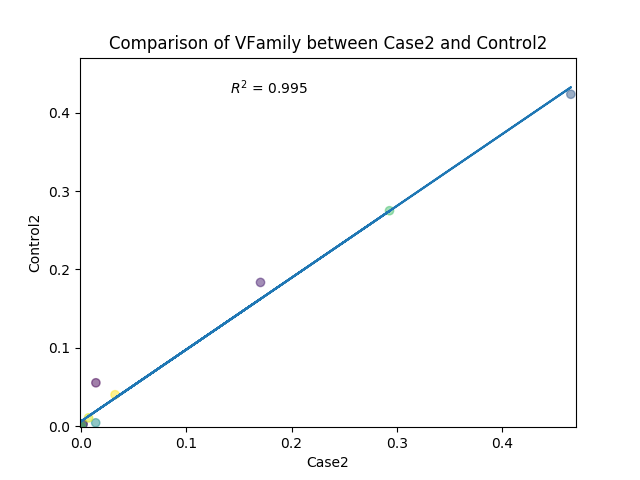 Comparison of VFamily between Case2 and Control2
R² = 0.995
0.4
0.3
0.2
0.1
0.0
Control2
0.0 0.1 0.2 0.3 0.4
Case2